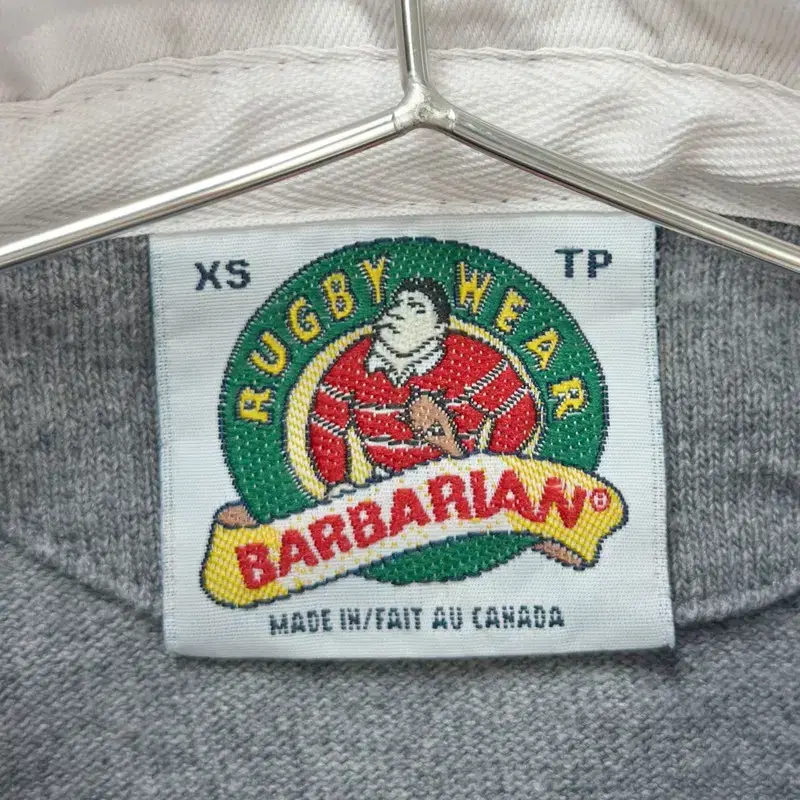 XS TP
RUGBY WEAR
BARBARIAN®
MADE IN/FAIT AU CANADA